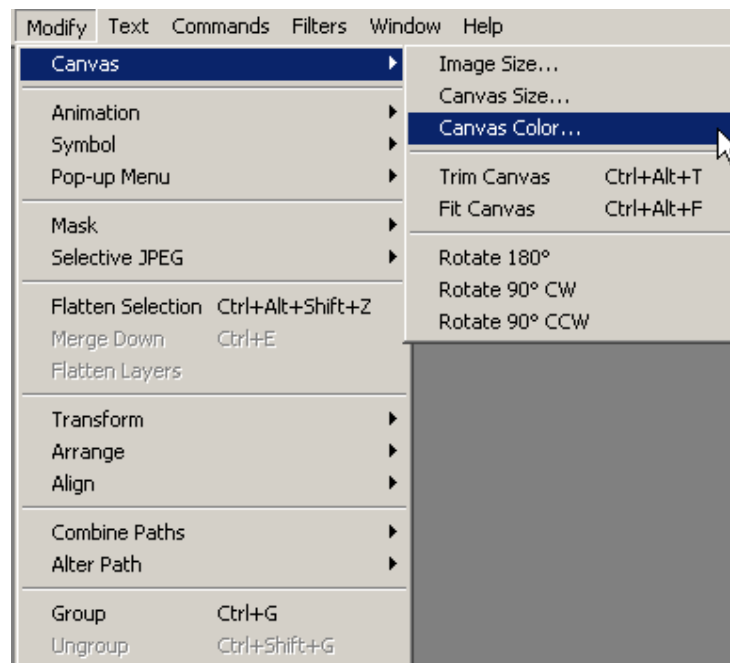 Modify Text Commands Filters Window Help
Canvas
Animation
Symbol
Pop-up Menu
Mask
Selective JPEG
Flatten Selection Ctrl+Alt+Shift+Z
Merge Down Ctrl+E
Flatten Layers
Transform
Arrange
Align
Combine Paths
Alter Path
Group Ctrl+G
Ungroup Ctrl+Shift+G
Image Size...
Canvas Size...
Canvas Color...
Trim Canvas Ctrl+Alt+T
Fit Canvas Ctrl+Alt+F
Rotate 180°
Rotate 90° CW
Rotate 90° CCW